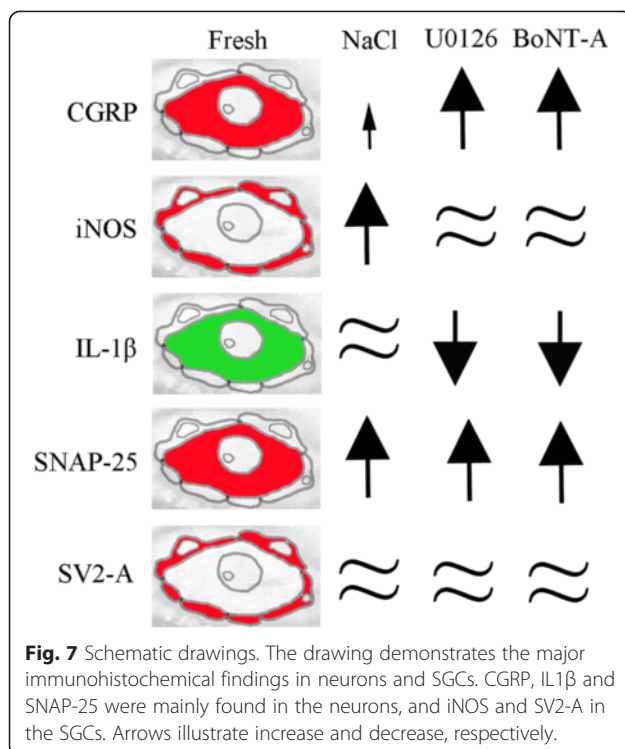 Fresh NaCl U0126 BoNT-A
CGRP
iNOS
IL-1β
SNAP-25
SV2-A
Fig. 7 Schematic drawings. The drawing demonstrates the major
immunohistochemical findings in neurons and SGCs. CGRP, IL1β and
SNAP-25 were mainly found in the neurons, and iNOS and SV2-A in
the SGCs. Arrows illustrate increase and decrease, respectively.